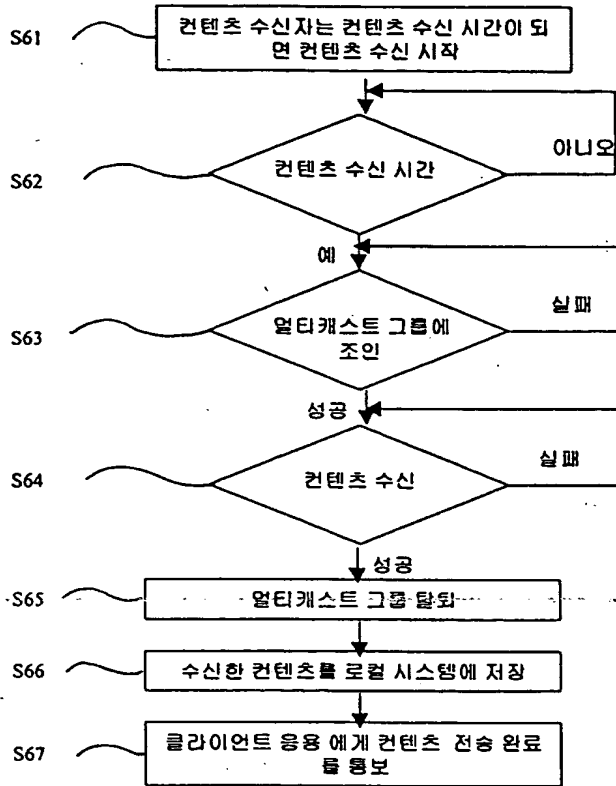 S61
컨텐츠 수신자는 컨텐츠 수신 시간이 되
면 컨텐츠 수신 시작
S62
컨텐츠 수신 시간
아니오
예
S63
멀티캐스트 그룹에
조인
실패
성공
S64
컨텐츠 수신
실패
성공
S65
멀티캐스트 그룹 탈퇴
S66
수신한 컨텐츠를 로컬 시스템에 저장
S67
클라이언트 응용 에게 컨텐츠 전송 완료
를 통보